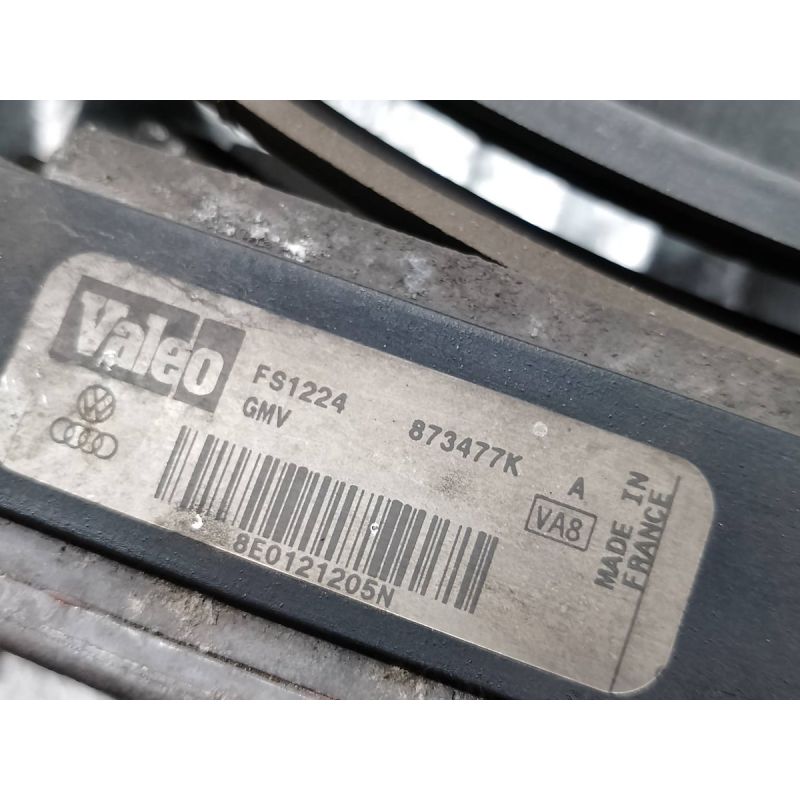 Valeo
FS1224
GMV
873477K
A
VA8
MADE IN
FRANCE
8E0121205N